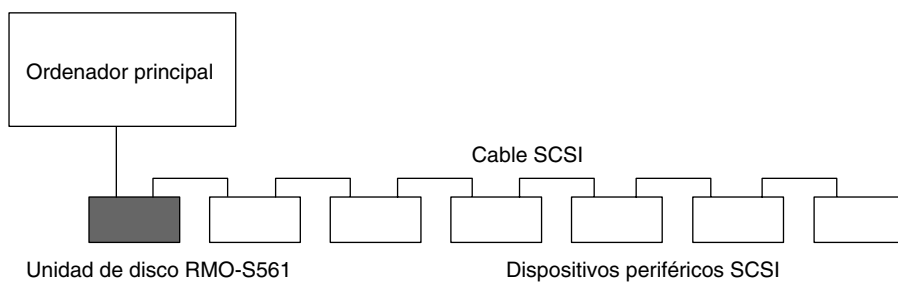 Ordenador principal
Cable SCSI
Unidad de disco RMO-S561
Dispositivos periféricos SCSI